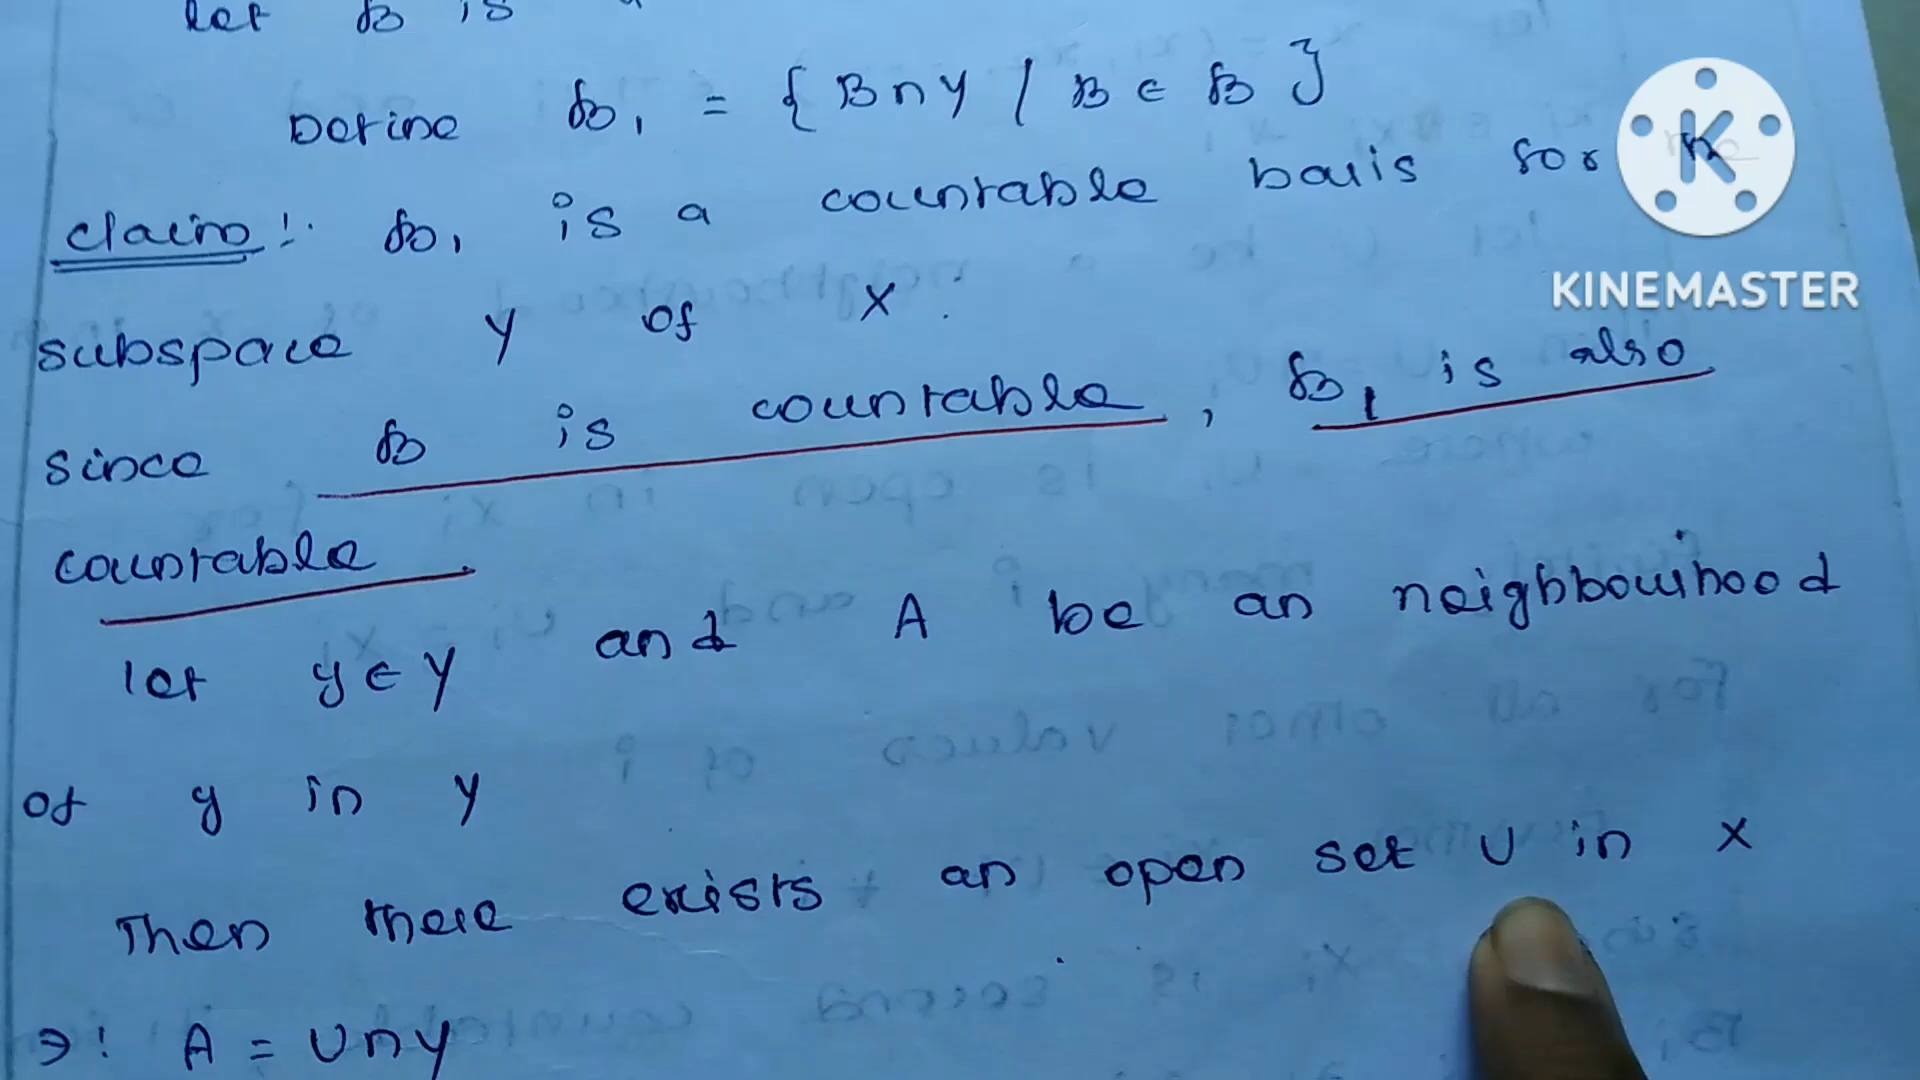 let 𝔅 is
Define 𝔅₁ = { B∩Y / B ∈ 𝔅 }
claim:- 𝔅₁ is a countable basis for
subspace Y of X.
since 𝔅 is countable, 𝔅₁ is also
countable.
let y ∈ Y and A be an neighbourhood
of y in Y
Then there exists an open set U in X
∋: A = U∩Y
K
KINEMASTER